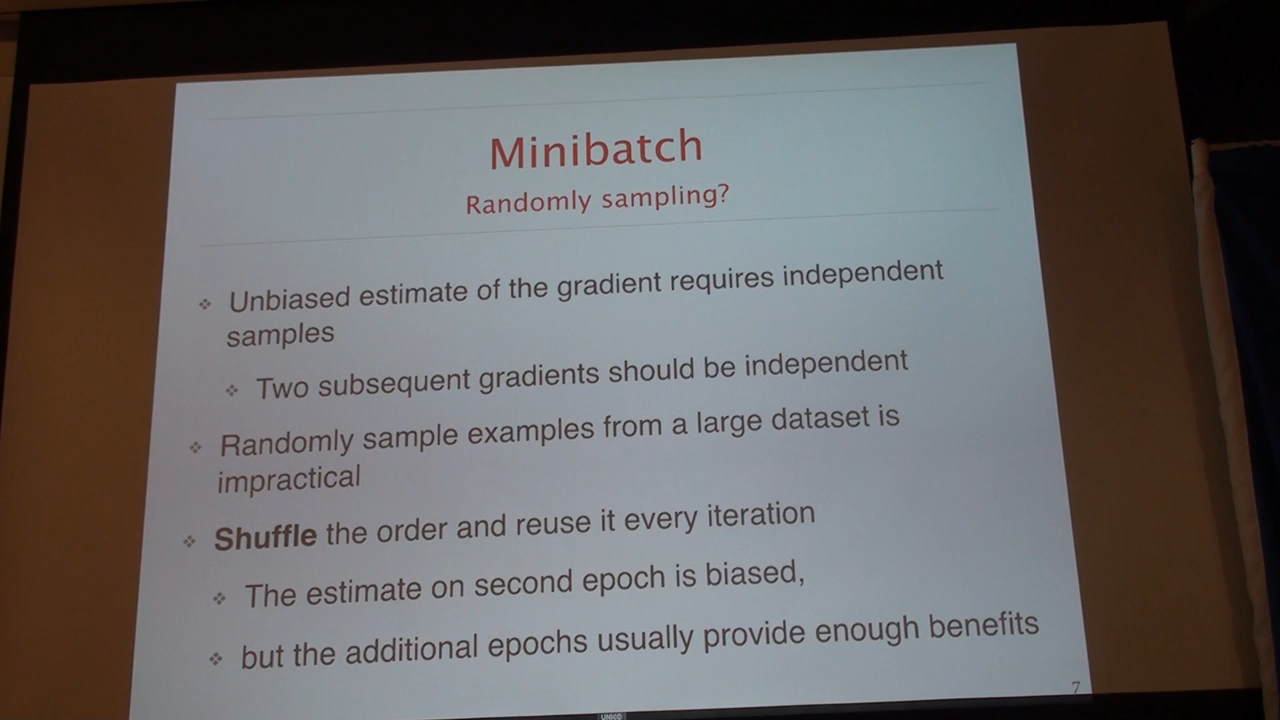 Minibatch
Randomly sampling?
Unbiased estimate of the gradient requires independent
samples
Two subsequent gradients should be independent
Randomly sample examples from a large dataset is
impractical
Shuffle the order and reuse it every iteration
The estimate on second epoch is biased,
but the additional epochs usually provide enough benefits
7
UNICO